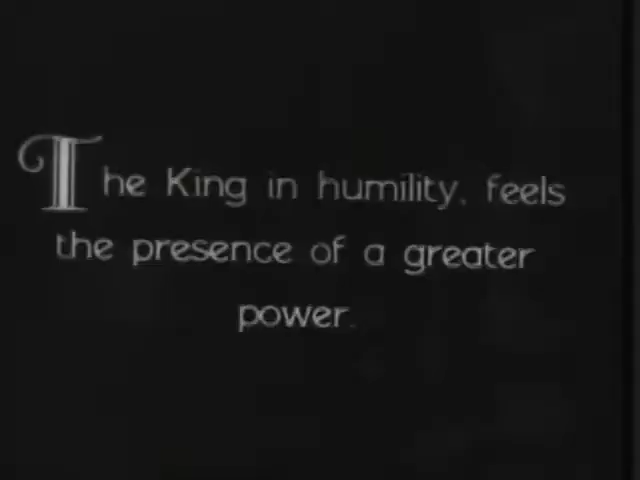 The King in humility, feels
the presence of a greater
power.